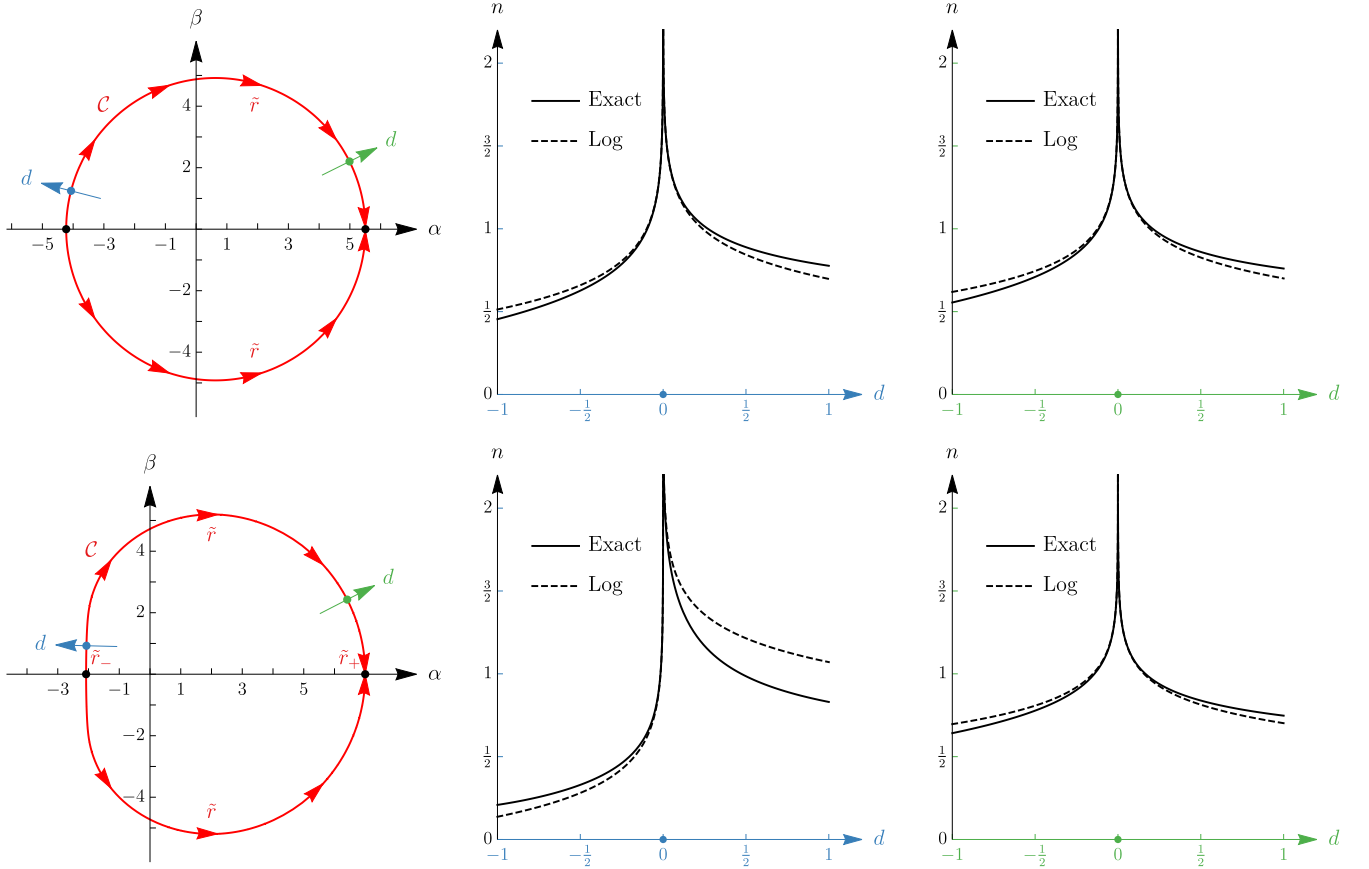 β
C
r̃
d
d
4
2
−5 −3 −1 1 3 5 α
−2
−4
r̃
n
2
3/2
1
1/2
0
Exact
Log
−1 −1/2 0 1/2 1 d
n
2
3/2
1
1/2
0
Exact
Log
−1 −1/2 0 1/2 1 d
β
C
r̃
4
d
2
d
r̃₋ r̃₊
−3 −1 1 3 5 α
−2
−4
r̃
n
2
3/2
1
1/2
0
Exact
Log
−1 −1/2 0 1/2 1 d
n
2
3/2
1
1/2
0
Exact
Log
−1 −1/2 0 1/2 1 d